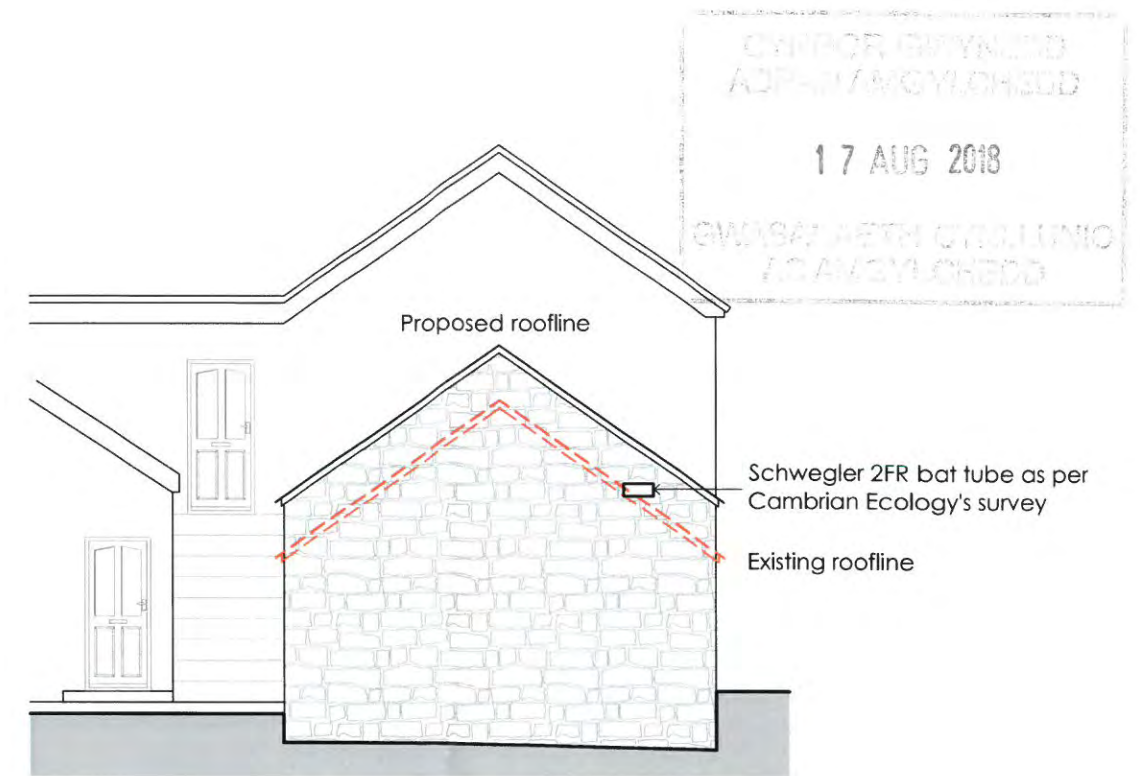 CYNGOR GWYNEDD
ADRAN AMGYLCHEDD
17 AUG 2018
GWASANAETH CYNLLUNIO
AC AMGYLCHEDD
Proposed roofline
Schwegler 2FR bat tube as per
Cambrian Ecology's survey
Existing roofline